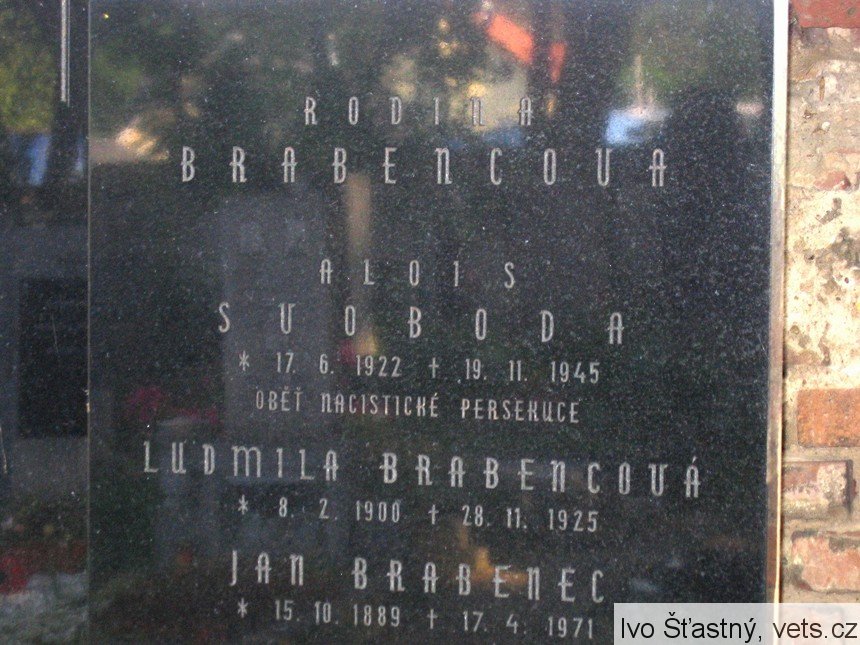 RODINA
BRABENCOVA
ALOIS
SVOBODA
* 17. 6. 1922 † 19. 11. 1945
OBĚŤ NACISTICKÉ PERSEKUCE
LUDMILA BRABENCOVÁ
* 8. 2. 1900 † 28. 11. 1925
JAN BRABENEC
* 15. 10. 1889 † 17. 4. 1971
Ivo Šťastný, vets.cz